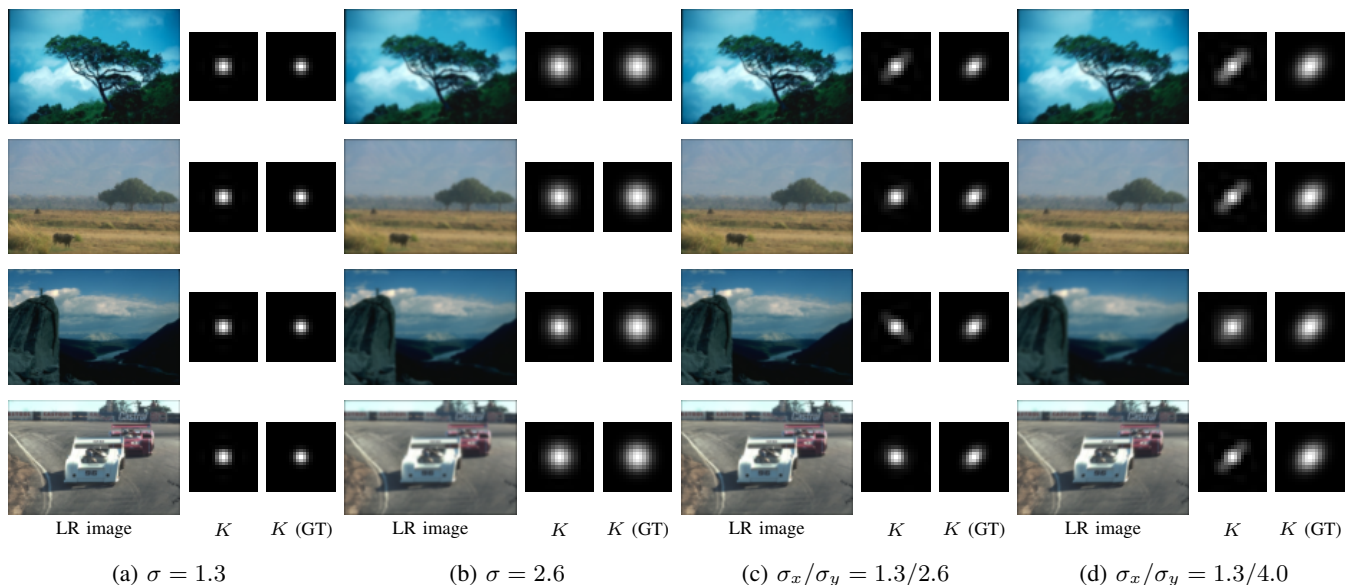 LR image K K (GT) LR image K K (GT) LR image K K (GT) LR image K K (GT)
(a) σ = 1.3 (b) σ = 2.6 (c) σx/σy = 1.3/2.6 (d) σx/σy = 1.3/4.0